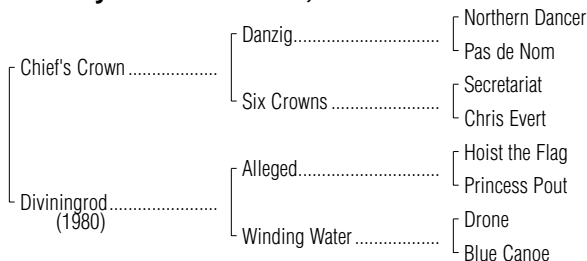 Northern Dancer
Danzig
Pas de Nom
Chief's Crown
Secretariat
Six Crowns
Chris Evert
Hoist the Flag
Alleged
Princess Pout
Diviningrod
(1980)
Drone
Winding Water
Blue Canoe